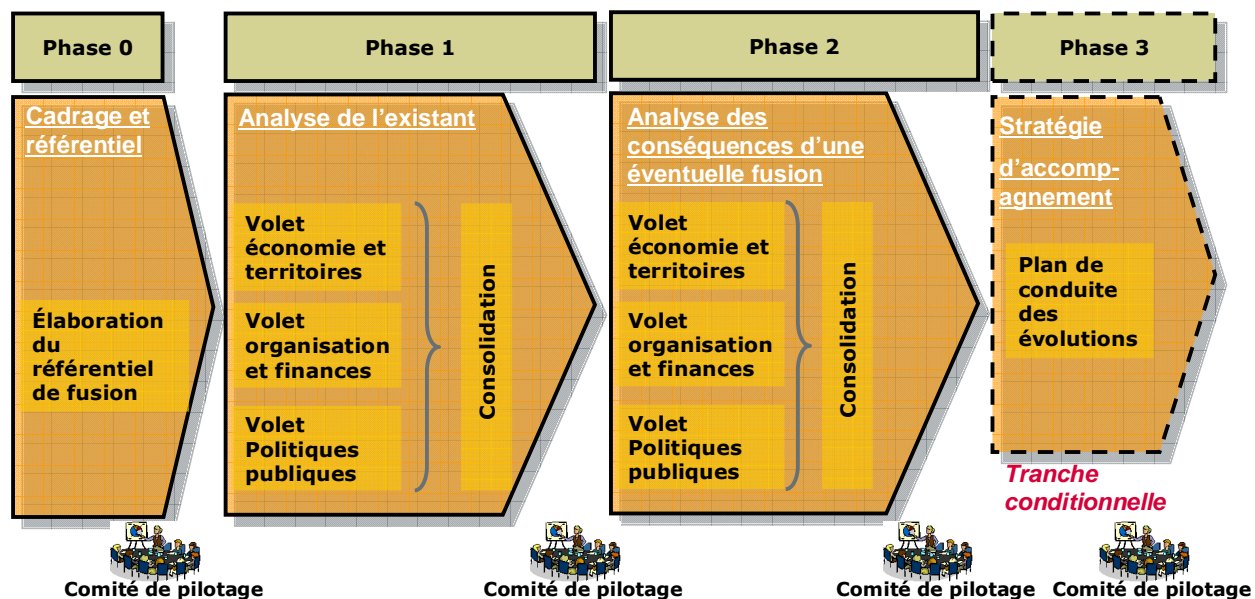 Phase 0
Phase 1
Phase 2
Phase 3
Cadrage et
référentiel
Élaboration
du
référentiel
de fusion
Analyse de l’existant
Volet
économie et
territoires
Volet
organisation
et finances
Volet
Politiques
publiques
Consolidation
Analyse des
conséquences d’une
éventuelle fusion
Volet
économie et
territoires
Volet
organisation
et finances
Volet
Politiques
publiques
Consolidation
Stratégie
d’accomp-
agnement
Plan de
conduite
des
évolutions
Tranche
conditionnelle
Comité de pilotage
Comité de pilotage
Comité de pilotage
Comité de pilotage